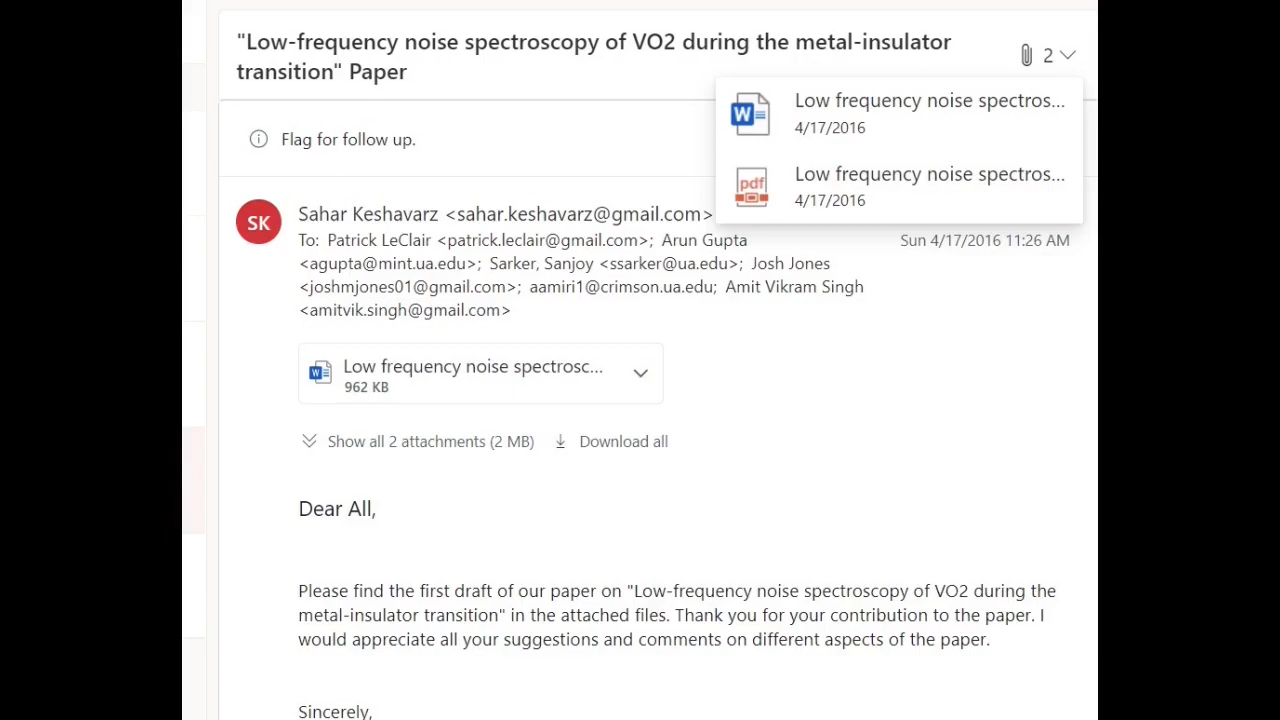 "Low-frequency noise spectroscopy of VO2 during the metal-insulator
transition" Paper
2
Low frequency noise spectros...
4/17/2016
Low frequency noise spectros...
4/17/2016
Flag for follow up.
SK
Sahar Keshavarz <sahar.keshavarz@gmail.com>
To: Patrick LeClair <patrick.leclair@gmail.com>; Arun Gupta
Sun 4/17/2016 11:26 AM
<agupta@mint.ua.edu>; Sarker, Sanjoy <ssarker@ua.edu>; Josh Jones
<joshmjones01@gmail.com>; aamiri1@crimson.ua.edu; Amit Vikram Singh
<amitvik.singh@gmail.com>
Low frequency noise spectrosc...
962 KB
Show all 2 attachments (2 MB)
Download all
Dear All,
Please find the first draft of our paper on "Low-frequency noise spectroscopy of VO2 during the
metal-insulator transition" in the attached files. Thank you for your contribution to the paper. I
would appreciate all your suggestions and comments on different aspects of the paper.
Sincerely,
W
pdf
W